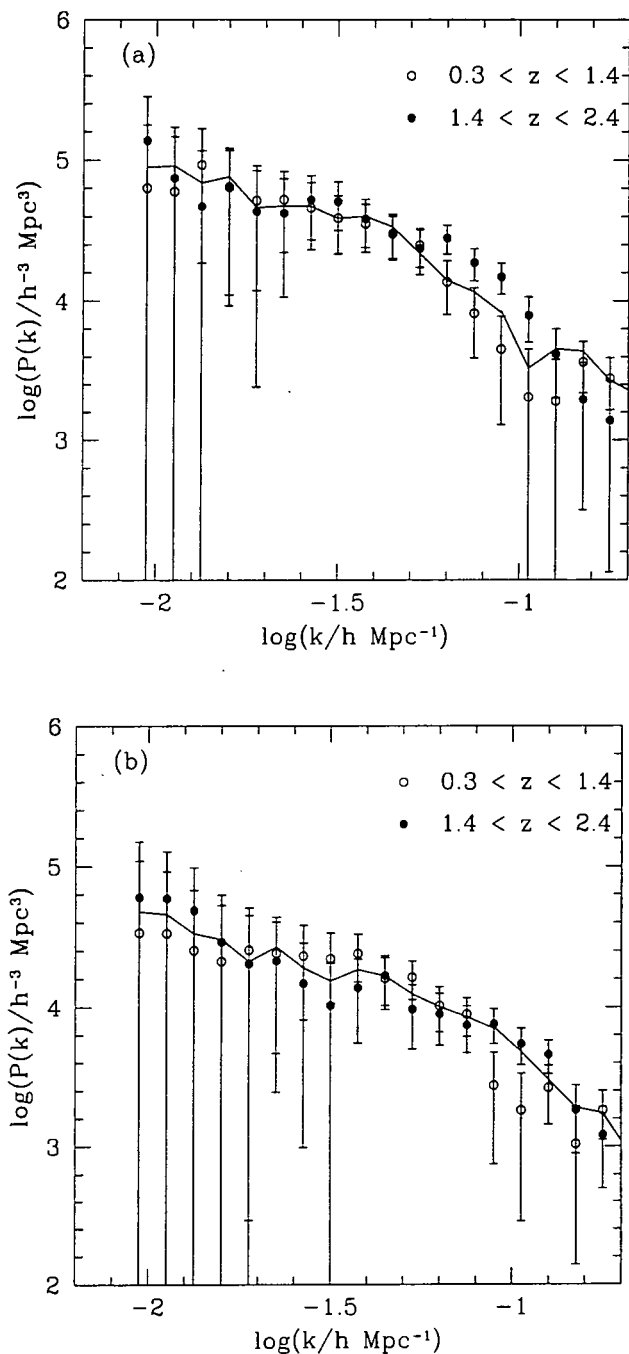 6
(a)
0.3 < z < 1.4
1.4 < z < 2.4
5
4
3
2
log(P(k)/h⁻³ Mpc³)
-2
-1.5
-1
log(k/h Mpc⁻¹)
6
(b)
0.3 < z < 1.4
1.4 < z < 2.4
5
4
3
2
log(P(k)/h⁻³ Mpc³)
-2
-1.5
-1
log(k/h Mpc⁻¹)